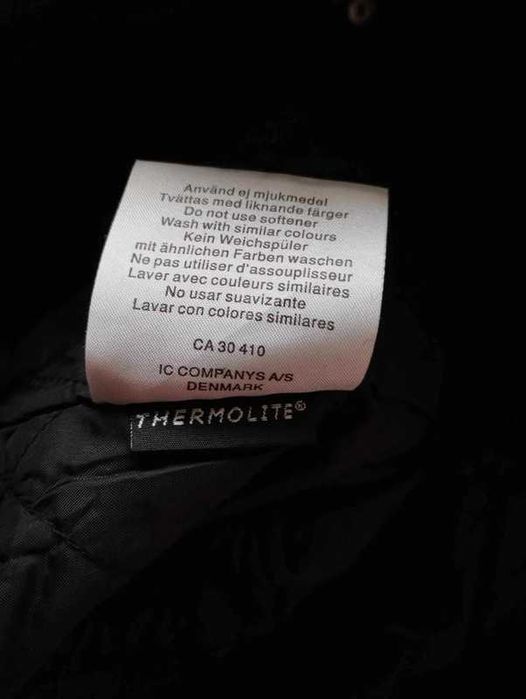 Använd ej mjukmedel
Tvättas med liknande färger
Do not use softener
Wash with similar colours
Kein Weichspüler
mit ähnlichen Farben waschen
Ne pas utiliser d'assouplisseur
Laver avec couleurs similaires
No usar suavizante
Lavar con colores similares
CA 30 410
IC COMPANYS A/S
DENMARK
THERMOLITE®